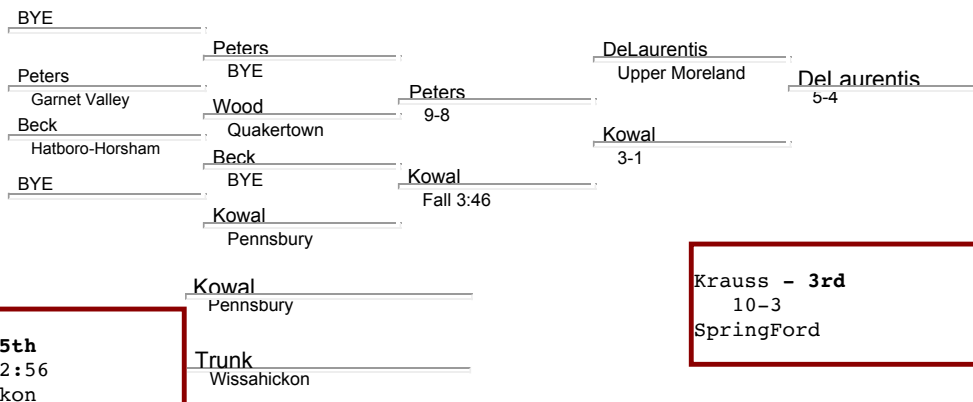 BYE
Peters
BYE
Peters
Garnet Valley
Wood
Quakertown
Beck
Hatboro-Horsham
Beck
BYE
BYE
Kowal
Pennsbury
Peters
9-8
Kowal
Fall 3:46
DeLaurentis
Upper Moreland
Kowal
3-1
DeLaurentis
5-4
Kowal
Pennsbury
Trunk
Wissahickon
5th
2:56
kon
Krauss - 3rd
10-3
SpringFord